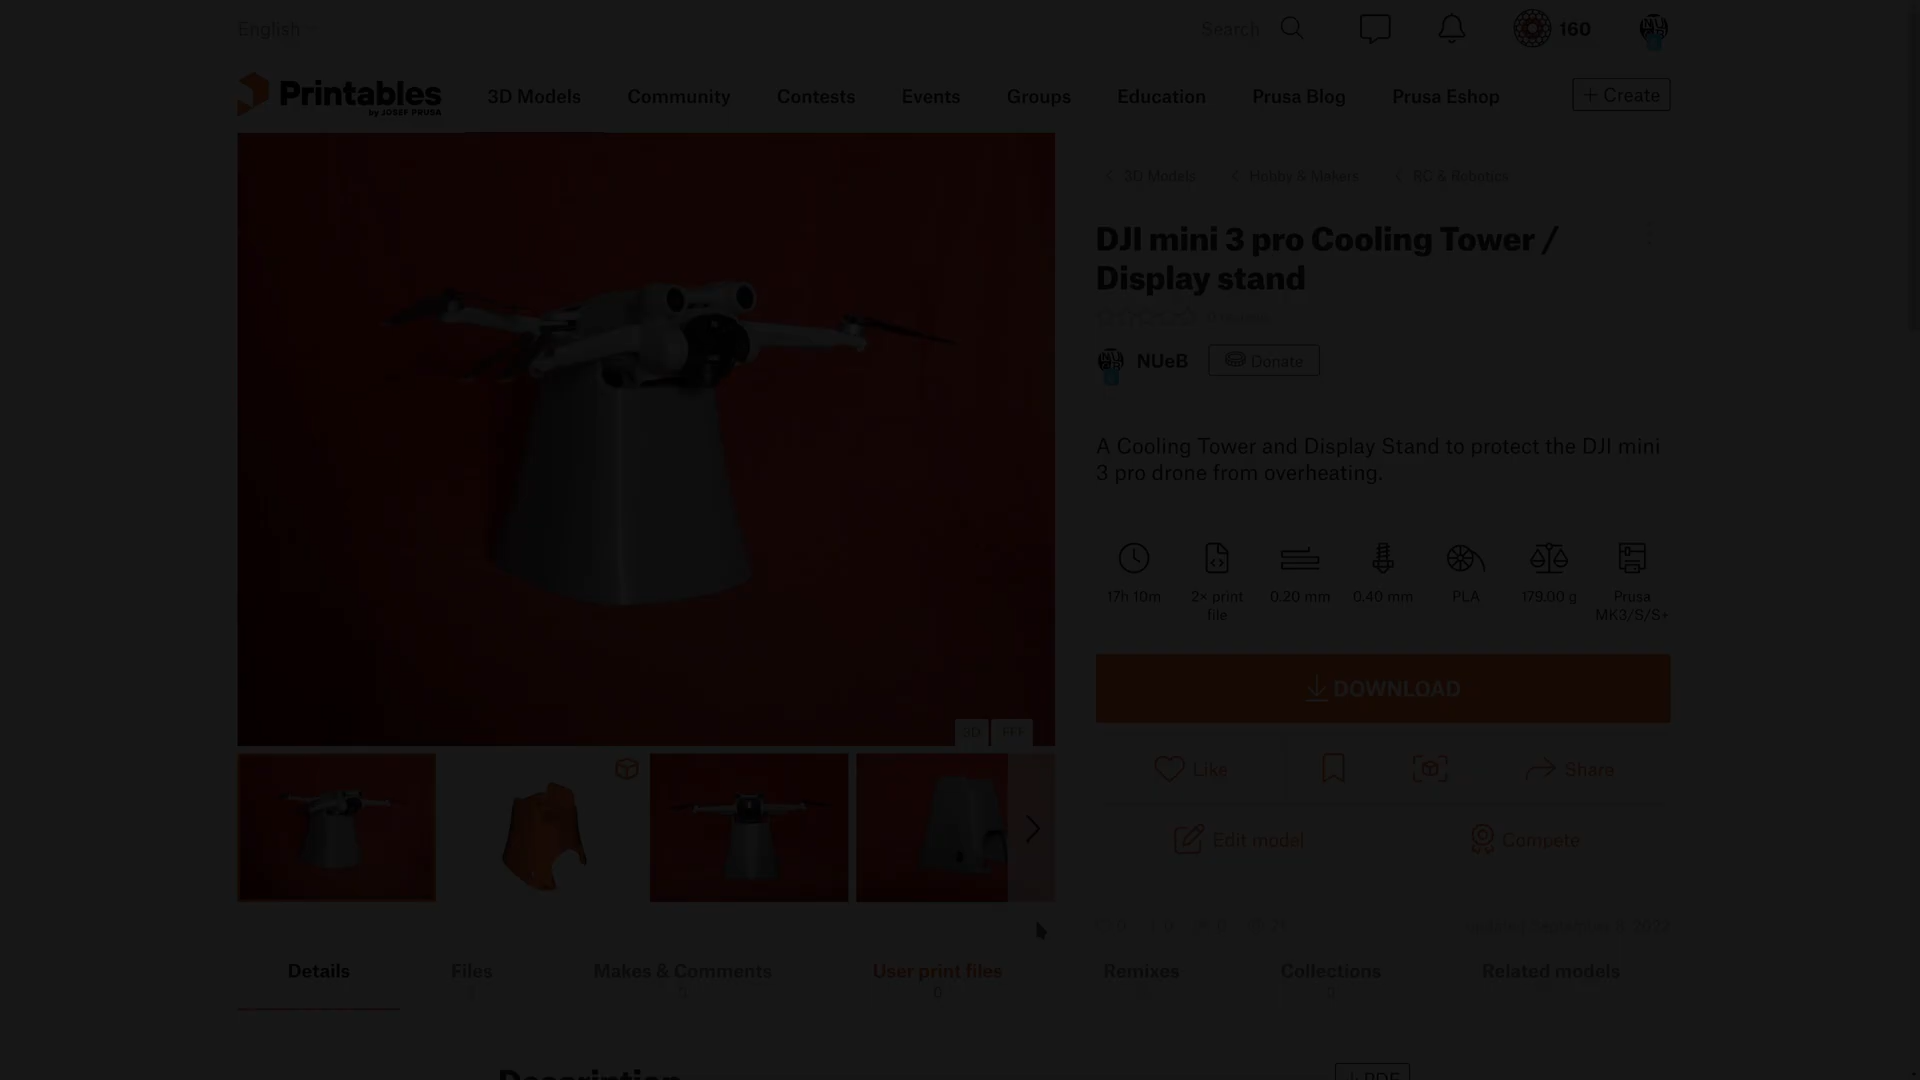 English
Search
160
Printables
by JOSEF PRUSA
3D Models
Community
Contests
Events
Groups
Education
Prusa Blog
Prusa Eshop
+ Create
3D Models
Hobby & Makers
RC & Robotics
DJI mini 3 pro Cooling Tower /
Display stand
NUeB
Donate
A Cooling Tower and Display Stand to protect the DJI mini
3 pro drone from overheating.
17h 10m
2× print
file
0.20 mm
0.40 mm
PLA
179.00 g
Prusa
MK3/S/S+
DOWNLOAD
3D
Like
Share
Edit model
Compete
Details
Files
Makes & Comments
User print files
Remixes
Collections
Related models
Description
PDF